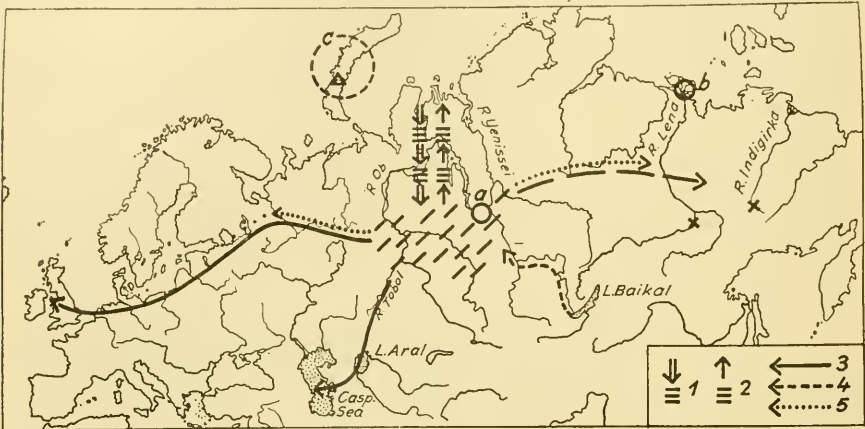 C
b
R. Ob
R Yenissei
R. Lena
R. Indigirka
a
R. Tobol
L. Baikal
L. Aral
Casp.
Sea
1 2 3
4
5